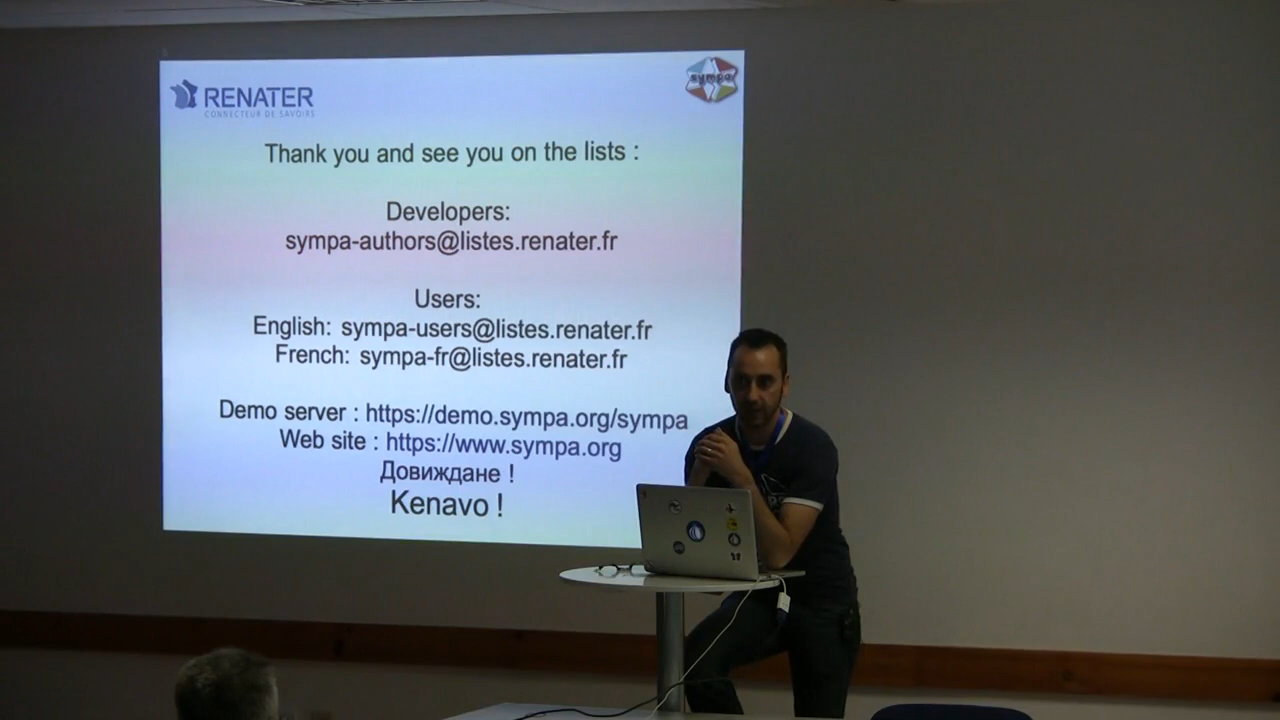 RENATER
CONNECTEUR DE SAVOIRS
sympa
Thank you and see you on the lists :
Developers:
sympa-authors@listes.renater.fr
Users:
English: sympa-users@listes.renater.fr
French: sympa-fr@listes.renater.fr
Demo server : https://demo.sympa.org/sympa
Web site : https://www.sympa.org
Довиждане !
Kenavo !